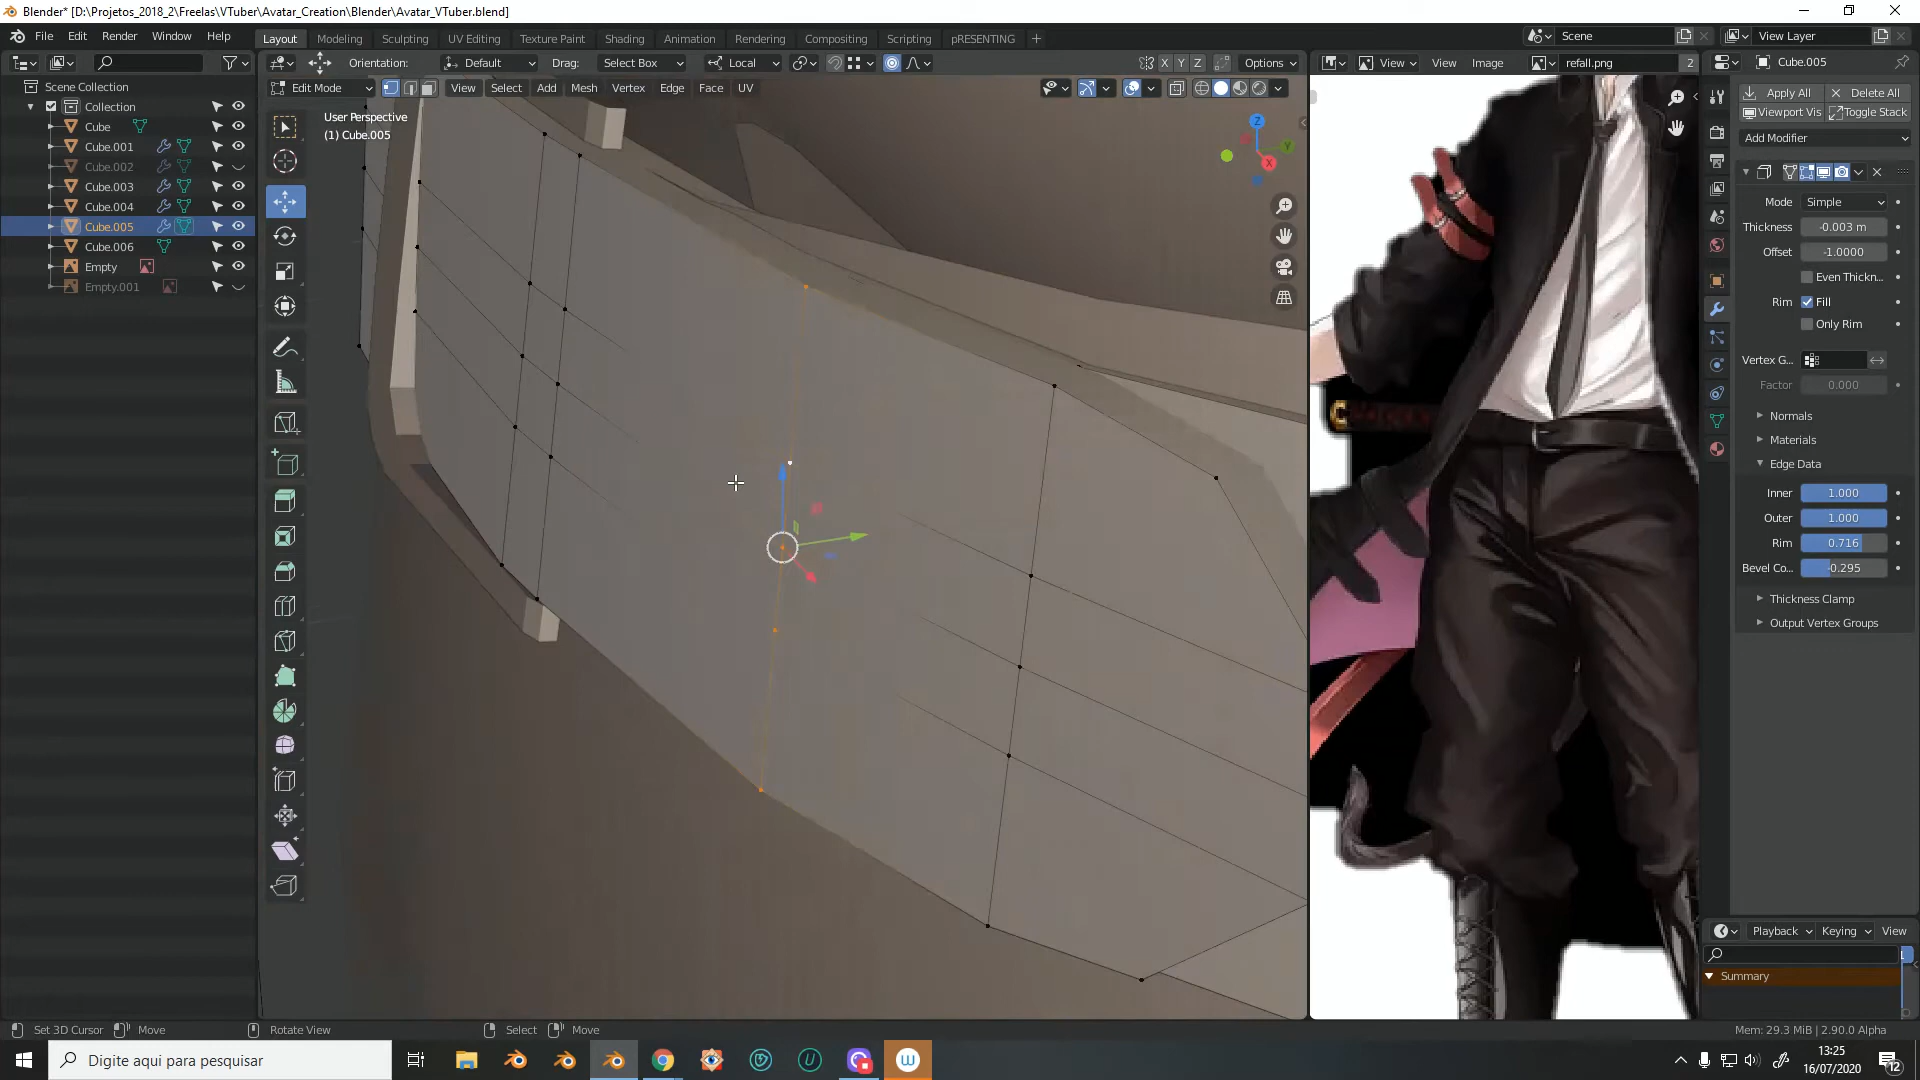 Blender* [D:\Projetos_2018_2\Freelas\VTuber\Avatar_Creation\Blender\Avatar_VTuber.blend]
File Edit Render Window Help Layout Modeling Sculpting UV Editing Texture Paint Shading Animation Rendering Compositing Scripting pRESENTING + Scene View Layer
Orientation: Default Drag: Select Box Local X Y Z Options View View Image refall.png 2 Cube.005
Edit Mode View Select Add Mesh Vertex Edge Face UV
Scene Collection
Collection
Cube
Cube.001
Cube.002
Cube.003
Cube.004
Cube.005
Cube.006
Empty
Empty.001
User Perspective
(1) Cube.005
Z
Y
X
Apply All Delete All
Viewport Vis Toggle Stack
Add Modifier
Mode Simple
Thickness -0.003 m
Offset -1.0000
Even Thickn...
Rim Fill
Only Rim
Vertex G...
Factor 0.000
Normals
Materials
Edge Data
Inner 1.000
Outer 1.000
Rim 0.716
Bevel Co... -0.295
Thickness Clamp
Output Vertex Groups
Playback Keying View
Summary
Set 3D Cursor Move Rotate View Select Move Mem: 29.3 MiB | 2.90.0 Alpha
Digite aqui para pesquisar
13:25
16/07/2020
12